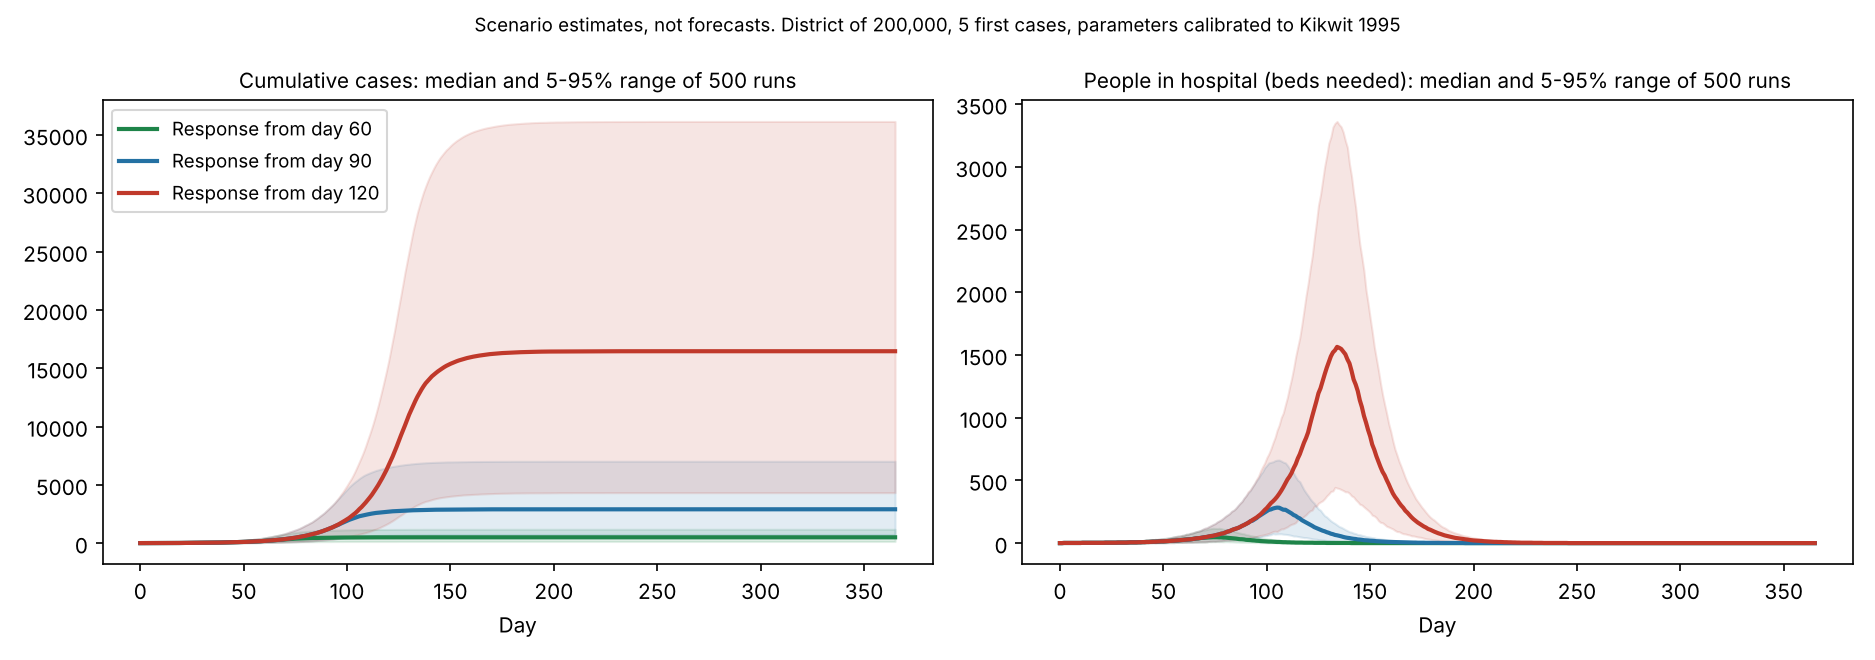 Scenario estimates, not forecasts. District of 200,000, 5 first cases, parameters calibrated to Kikwit 1995
Cumulative cases: median and 5-95% range of 500 runs
Response from day 60
Response from day 90
Response from day 120
35000
30000
25000
20000
15000
10000
5000
0
0 50 100 150 200 250 300 350
Day
People in hospital (beds needed): median and 5-95% range of 500 runs
3500
3000
2500
2000
1500
1000
500
0
0 50 100 150 200 250 300 350
Day